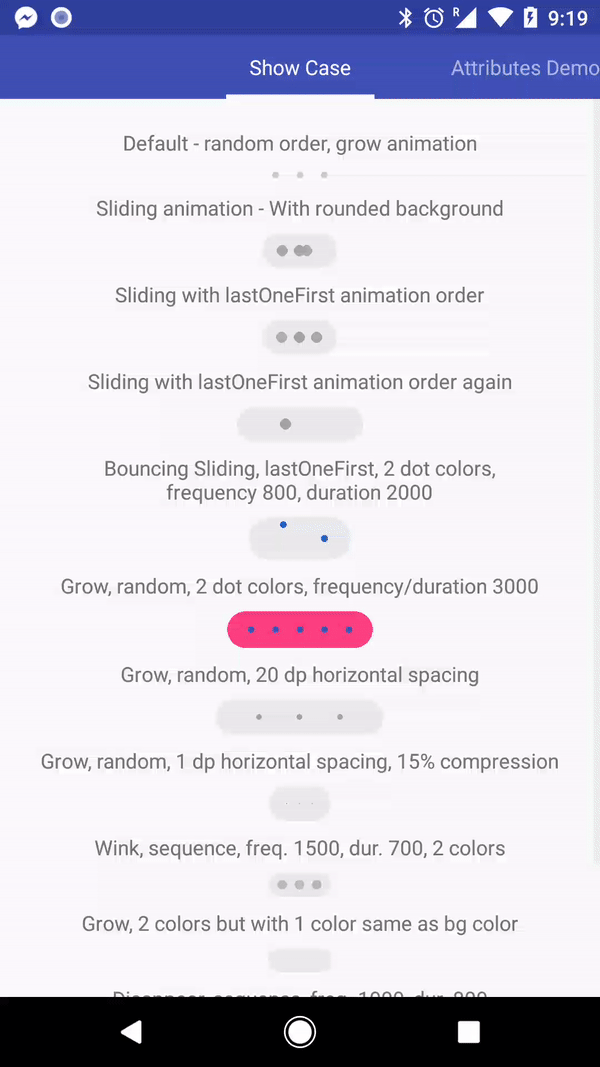 R
9:19
Show Case
Attributes Demo
Default - random order, grow animation
Sliding animation - With rounded background
Sliding with lastOneFirst animation order
Sliding with lastOneFirst animation order again
Bouncing Sliding, lastOneFirst, 2 dot colors,
frequency 800, duration 2000
Grow, random, 2 dot colors, frequency/duration 3000
Grow, random, 20 dp horizontal spacing
Grow, random, 1 dp horizontal spacing, 15% compression
Wink, sequence, freq. 1500, dur. 700, 2 colors
Grow, 2 colors but with 1 color same as bg color